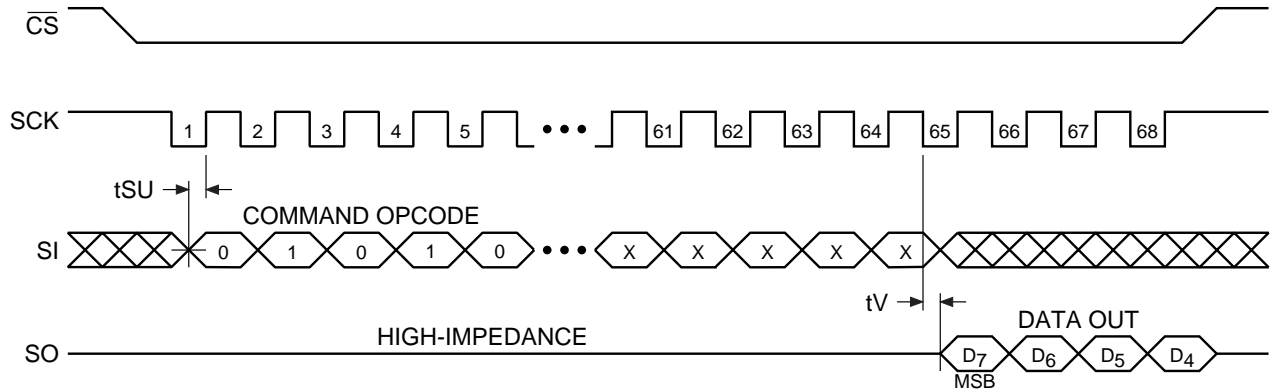 CS
SCK 1 2 3 4 5 ••• 61 62 63 64 65 66 67 68
tSU
COMMAND OPCODE
SI 0 1 0 1 0 ••• X X X X X
tV
HIGH-IMPEDANCE DATA OUT
SO D7 D6 D5 D4
MSB